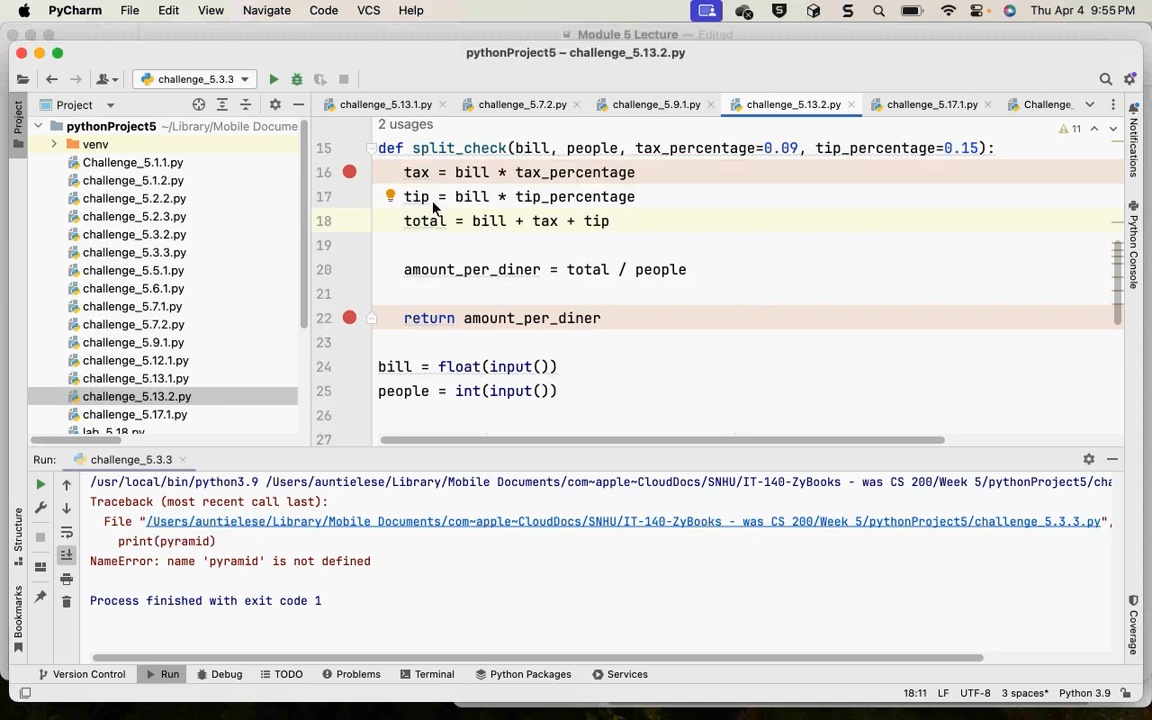 PyCharm File Edit View Navigate Code VCS Help Thu Apr 4 9:55 PM
Module 5 Lecture — Edited
pythonProject5 – challenge_5.13.2.py
challenge_5.3.3
Project
challenge_5.13.1.py challenge_5.7.2.py challenge_5.9.1.py challenge_5.13.2.py challenge_5.17.1.py Challenge_
Project
pythonProject5 ~/Library/Mobile Docume
venv
Challenge_5.1.1.py
challenge_5.1.2.py
challenge_5.2.2.py
challenge_5.2.3.py
challenge_5.3.2.py
challenge_5.3.3.py
challenge_5.5.1.py
challenge_5.6.1.py
challenge_5.7.1.py
challenge_5.7.2.py
challenge_5.9.1.py
challenge_5.12.1.py
challenge_5.13.1.py
challenge_5.13.2.py
challenge_5.17.1.py
lab_5.18.py
2 usages
11
15 def split_check(bill, people, tax_percentage=0.09, tip_percentage=0.15):
16 tax = bill * tax_percentage
17 tip = bill * tip_percentage
18 total = bill + tax + tip
19
20 amount_per_diner = total / people
21
22 return amount_per_diner
23
24 bill = float(input())
25 people = int(input())
26
27
Notifications
Python Console
Coverage
Structure
Bookmarks
Run: challenge_5.3.3
/usr/local/bin/python3.9 /Users/auntielese/Library/Mobile Documents/com~apple~CloudDocs/SNHU/IT-140-ZyBooks - was CS 200/Week 5/pythonProject5/cha
Traceback (most recent call last):
File "/Users/auntielese/Library/Mobile Documents/com~apple~CloudDocs/SNHU/IT-140-ZyBooks - was CS 200/Week 5/pythonProject5/challenge_5.3.3.py",
print(pyramid)
NameError: name 'pyramid' is not defined
Process finished with exit code 1
Version Control Run Debug TODO Problems Terminal Python Packages Services
18:11 LF UTF-8 3 spaces* Python 3.9